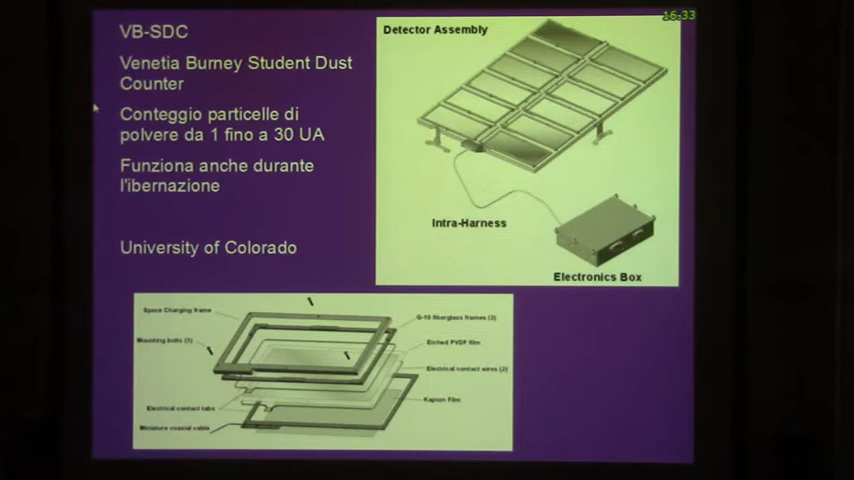 16:33
VB-SDC
Venetia Burney Student Dust
Counter
Conteggio particelle di
polvere da 1 fino a 30 UA
Funziona anche durante
l'ibernazione
University of Colorado
Detector Assembly
Intra-Harness
Electronics Box
Space Charging frame
Mounting bolts (3)
Electrical contact tabs
Miniature coaxial cable
G-10 fiberglass frames (2)
Etched PVDF film
Electrical contact wires (2)
Kapton Film